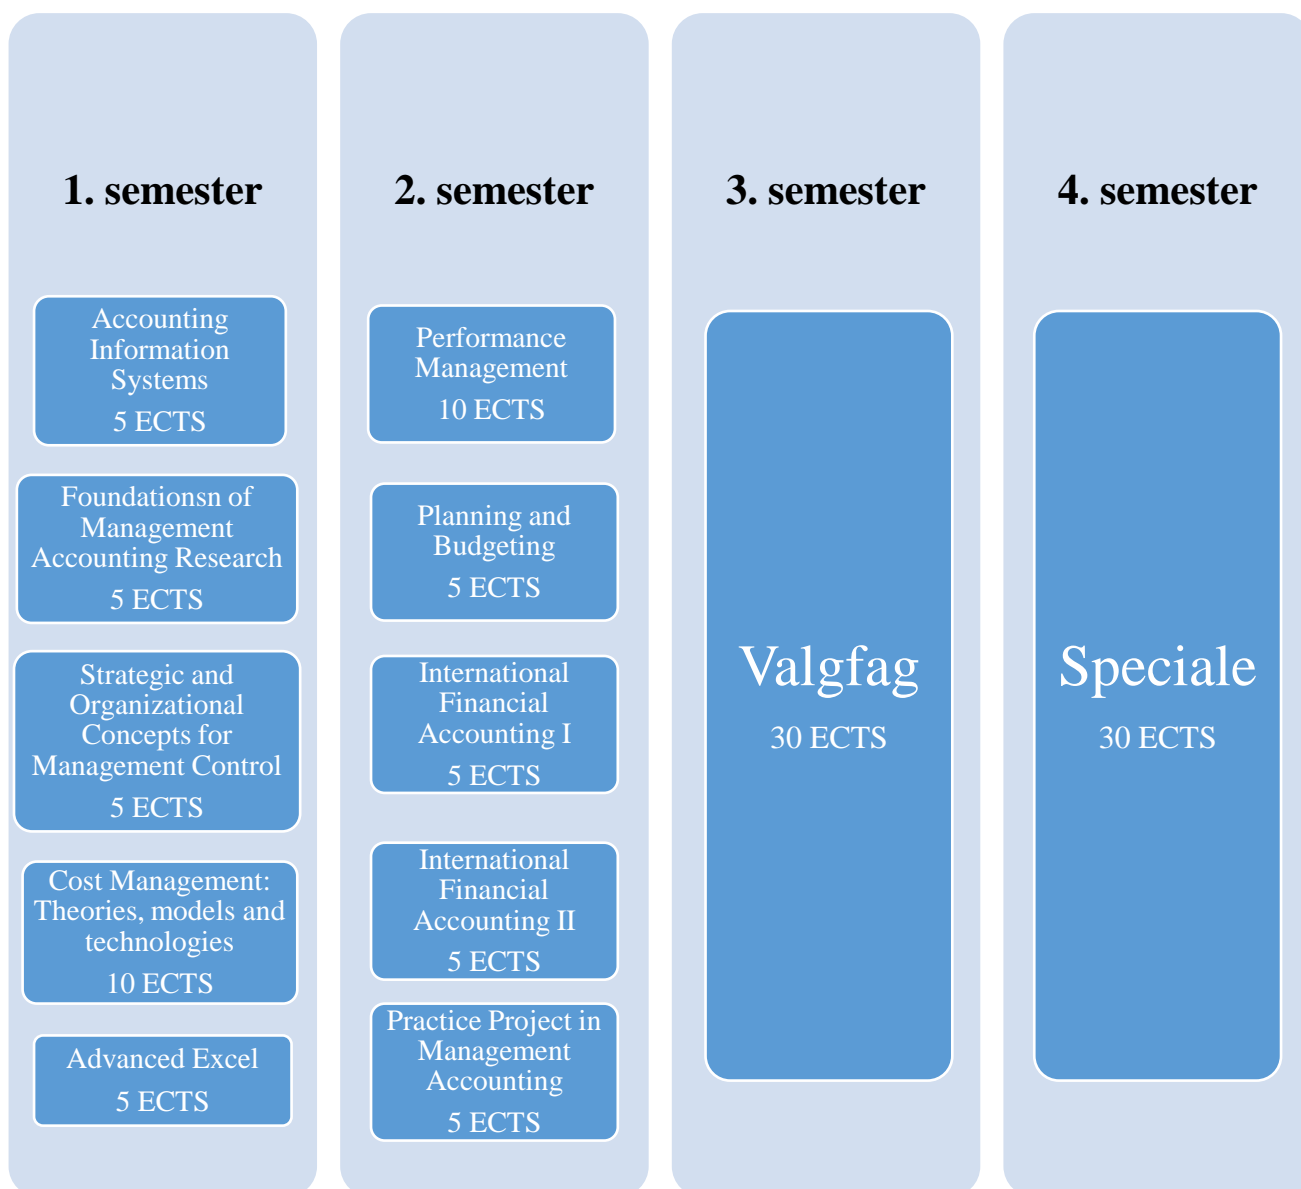 1. semester
Accounting
Information
Systems
5 ECTS
Foundationsn of
Management
Accounting Research
5 ECTS
Strategic and
Organizational
Concepts for
Management Control
5 ECTS
Cost Management:
Theories, models and
technologies
10 ECTS
Advanced Excel
5 ECTS
2. semester
Performance
Management
10 ECTS
Planning and
Budgeting
5 ECTS
International
Financial
Accounting I
5 ECTS
International
Financial
Accounting II
5 ECTS
Practice Project in
Management
Accounting
5 ECTS
3. semester
Valgfag
30 ECTS
4. semester
Speciale
30 ECTS